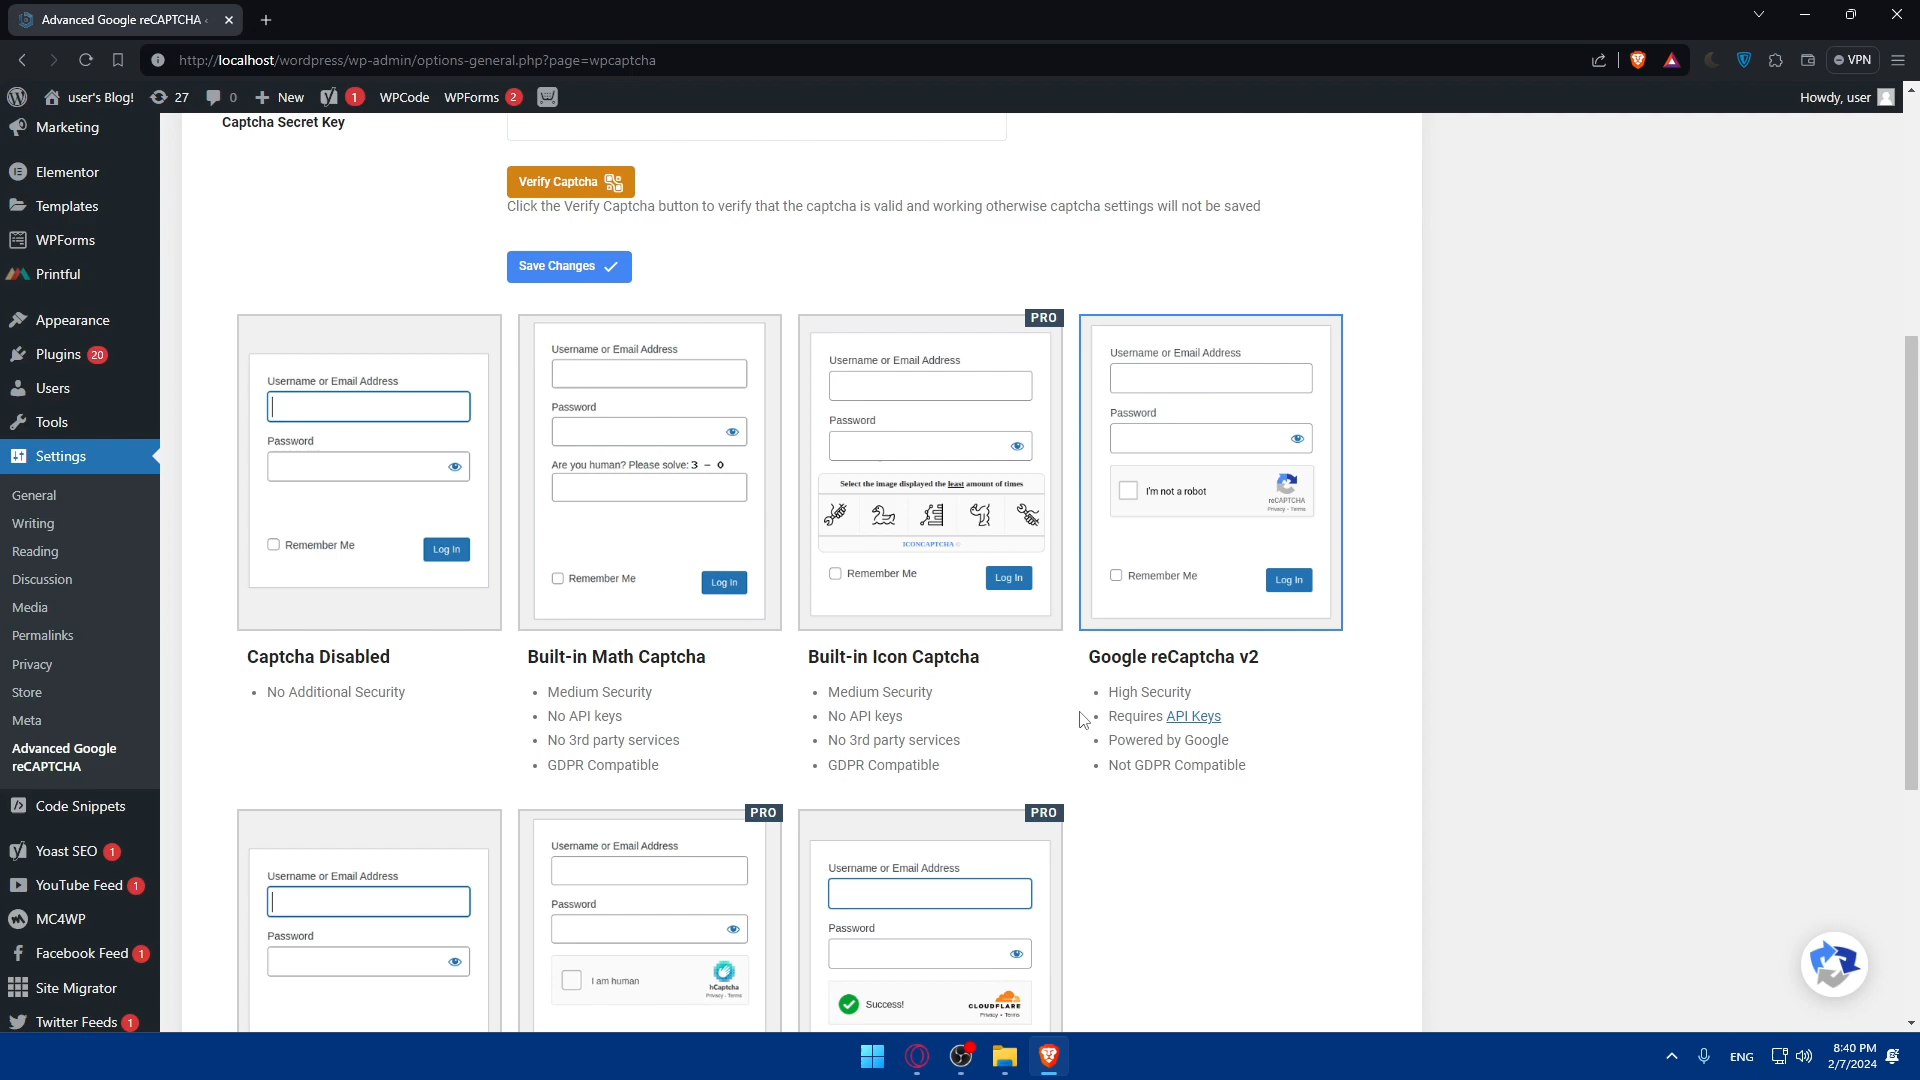 Advanced Google reCAPTCHA
http://localhost/wordpress/wp-admin/options-general.php?page=wpcaptcha
VPN
user's Blog!
27
0
New
1
WPCode
WPForms
2
Howdy, user
Marketing
Elementor
Templates
WPForms
Printful
Appearance
Plugins 20
Users
Tools
Settings
General
Writing
Reading
Discussion
Media
Permalinks
Privacy
Store
Meta
Advanced Google
reCAPTCHA
Code Snippets
Yoast SEO 1
YouTube Feed 1
MC4WP
Facebook Feed 1
Site Migrator
Twitter Feeds 1
Captcha Secret Key
Verify Captcha
Click the Verify Captcha button to verify that the captcha is valid and working otherwise captcha settings will not be saved
Save Changes
Username or Email Address
Password
Remember Me
Log In
Captcha Disabled
No Additional Security
Username or Email Address
Password
Are you human? Please solve: 3 − 0
Remember Me
Log In
Built-in Math Captcha
Medium Security
No API keys
No 3rd party services
GDPR Compatible
PRO
Username or Email Address
Password
Select the image displayed the least amount of times
ICONCAPTCHA ©
Remember Me
Log In
Built-in Icon Captcha
Medium Security
No API keys
No 3rd party services
GDPR Compatible
Username or Email Address
Password
I'm not a robot
reCAPTCHA
Privacy - Terms
Remember Me
Log In
Google reCaptcha v2
High Security
Requires API Keys
Powered by Google
Not GDPR Compatible
Username or Email Address
Password
PRO
Username or Email Address
Password
I am human
hCaptcha
Privacy - Terms
PRO
Username or Email Address
Password
Success!
CLOUDFLARE
Privacy • Terms
ENG
8:40 PM
2/7/2024